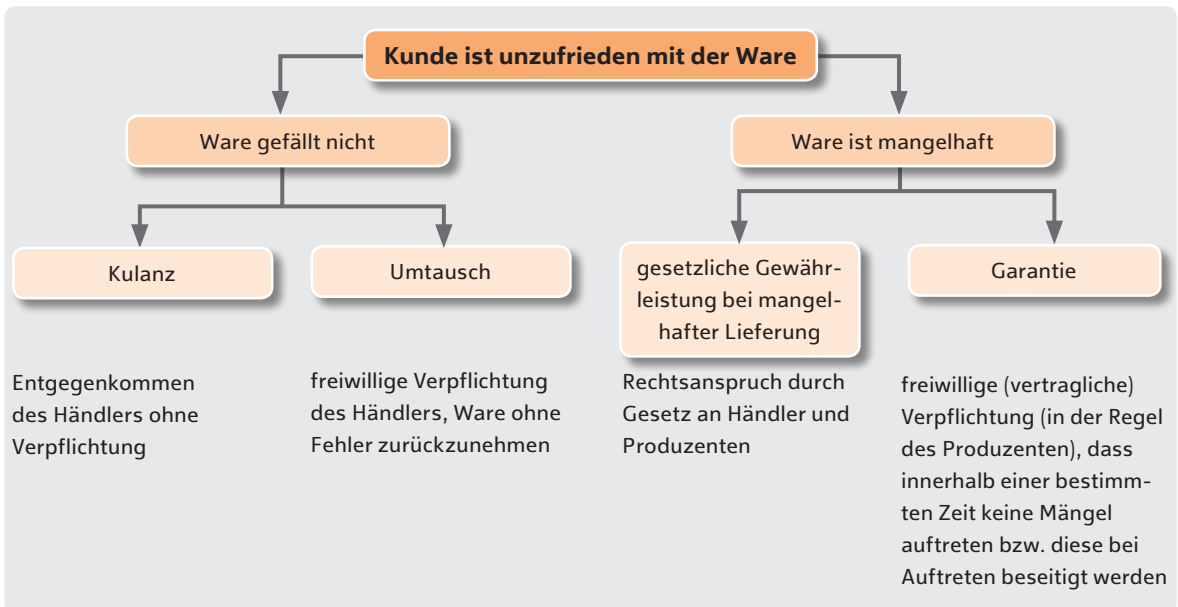 Kunde ist unzufrieden mit der Ware
Ware gefällt nicht
Ware ist mangelhaft
Kulanz
Umtausch
gesetzliche Gewähr-
leistung bei mangel-
hafter Lieferung
Garantie
Entgegenkommen
des Händlers ohne
Verpflichtung
freiwillige Verpflichtung
des Händlers, Ware ohne
Fehler zurückzunehmen
Rechtsanspruch durch
Gesetz an Händler und
Produzenten
freiwillige (vertragliche)
Verpflichtung (in der Regel
des Produzenten), dass
innerhalb einer bestimm-
ten Zeit keine Mängel
auftreten bzw. diese bei
Auftreten beseitigt werden